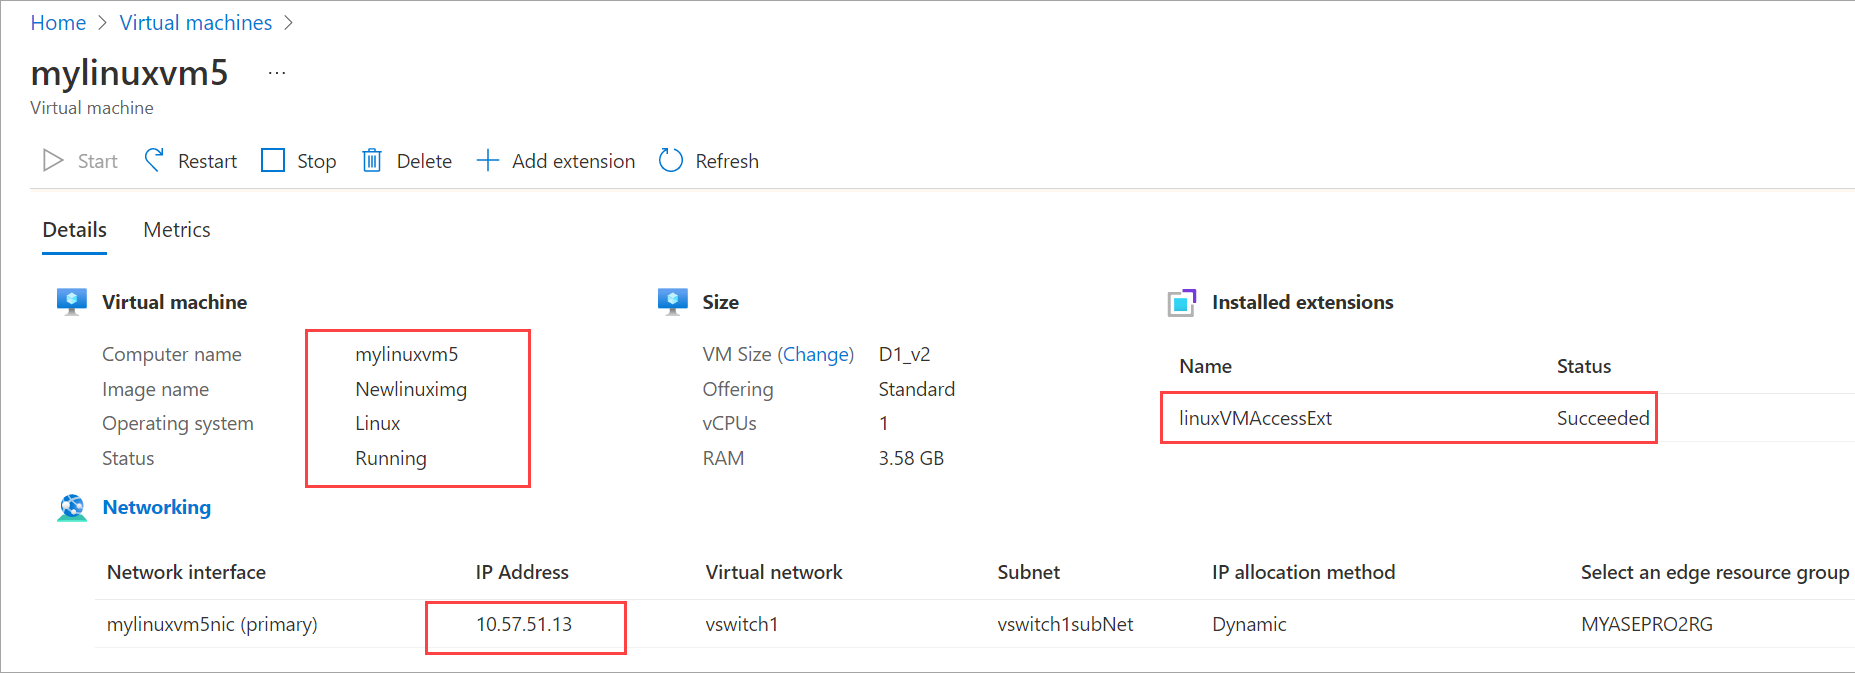 Home > Virtual machines >
mylinuxvm5 ...
Virtual machine
Start Restart Stop Delete Add extension Refresh
Details Metrics
Virtual machine Size Installed extensions
Computer name mylinuxvm5 VM Size (Change) D1_v2
Name Status
Image name Newlinuximg Offering Standard
Operating system Linux vCPUs 1
linuxVMAccessExt Succeeded
Status Running RAM 3.58 GB
Networking
Network interface IP Address Virtual network Subnet IP allocation method Select an edge resource group
mylinuxvm5nic (primary) 10.57.51.13 vswitch1 vswitch1subNet Dynamic MYASEPRO2RG